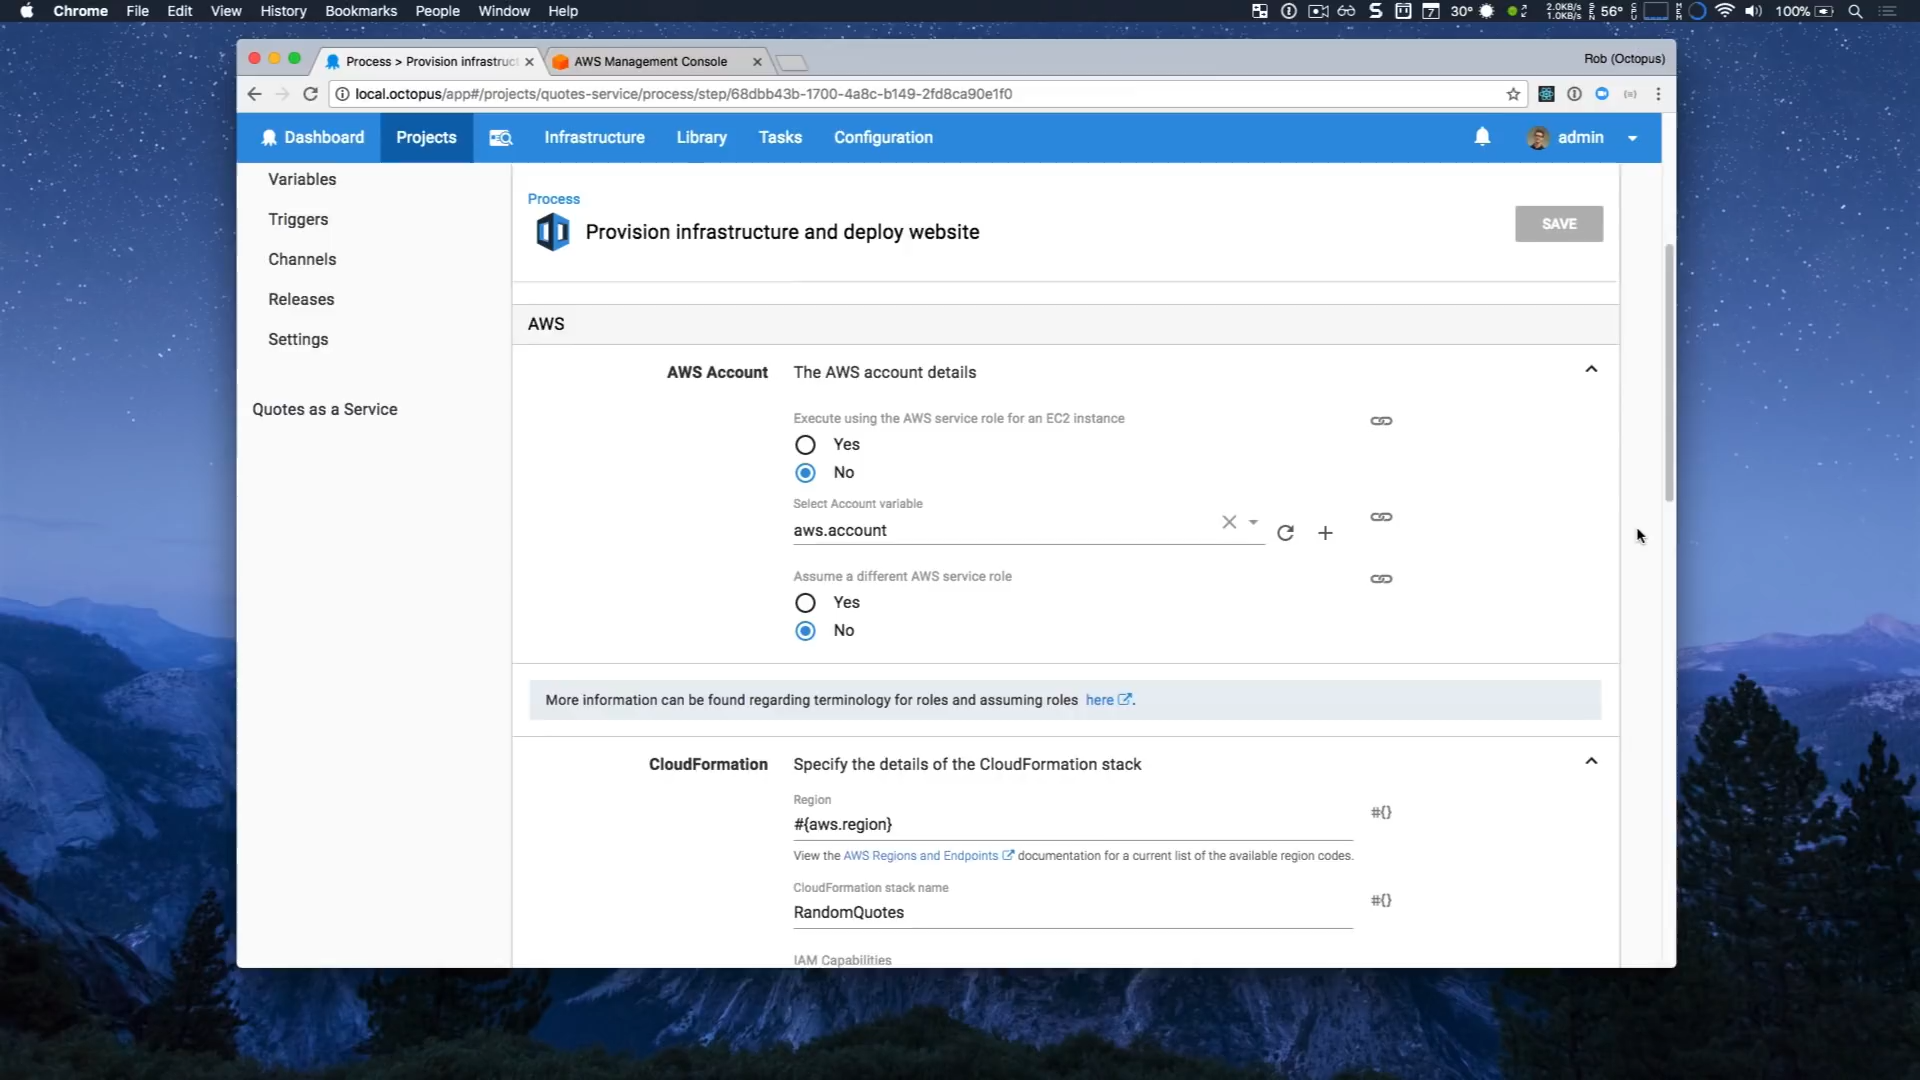 Chrome File Edit View History Bookmarks People Window Help
30° 2.0KB/s 1.0KB/s 56° 100%
Process > Provision infrastruct AWS Management Console Rob (Octopus)
local.octopus/app#/projects/quotes-service/process/step/68dbb43b-1700-4a8c-b149-2fd8ca90e1f0
Dashboard Projects Infrastructure Library Tasks Configuration admin
Variables
Triggers
Channels
Releases
Settings
Quotes as a Service
Process
Provision infrastructure and deploy website
SAVE
AWS
AWS Account The AWS account details
Execute using the AWS service role for an EC2 instance
Yes
No
Select Account variable
aws.account
Assume a different AWS service role
Yes
No
More information can be found regarding terminology for roles and assuming roles here.
CloudFormation Specify the details of the CloudFormation stack
Region
#{aws.region} #{}
View the AWS Regions and Endpoints documentation for a current list of the available region codes.
CloudFormation stack name
RandomQuotes #{}
IAM Capabilities